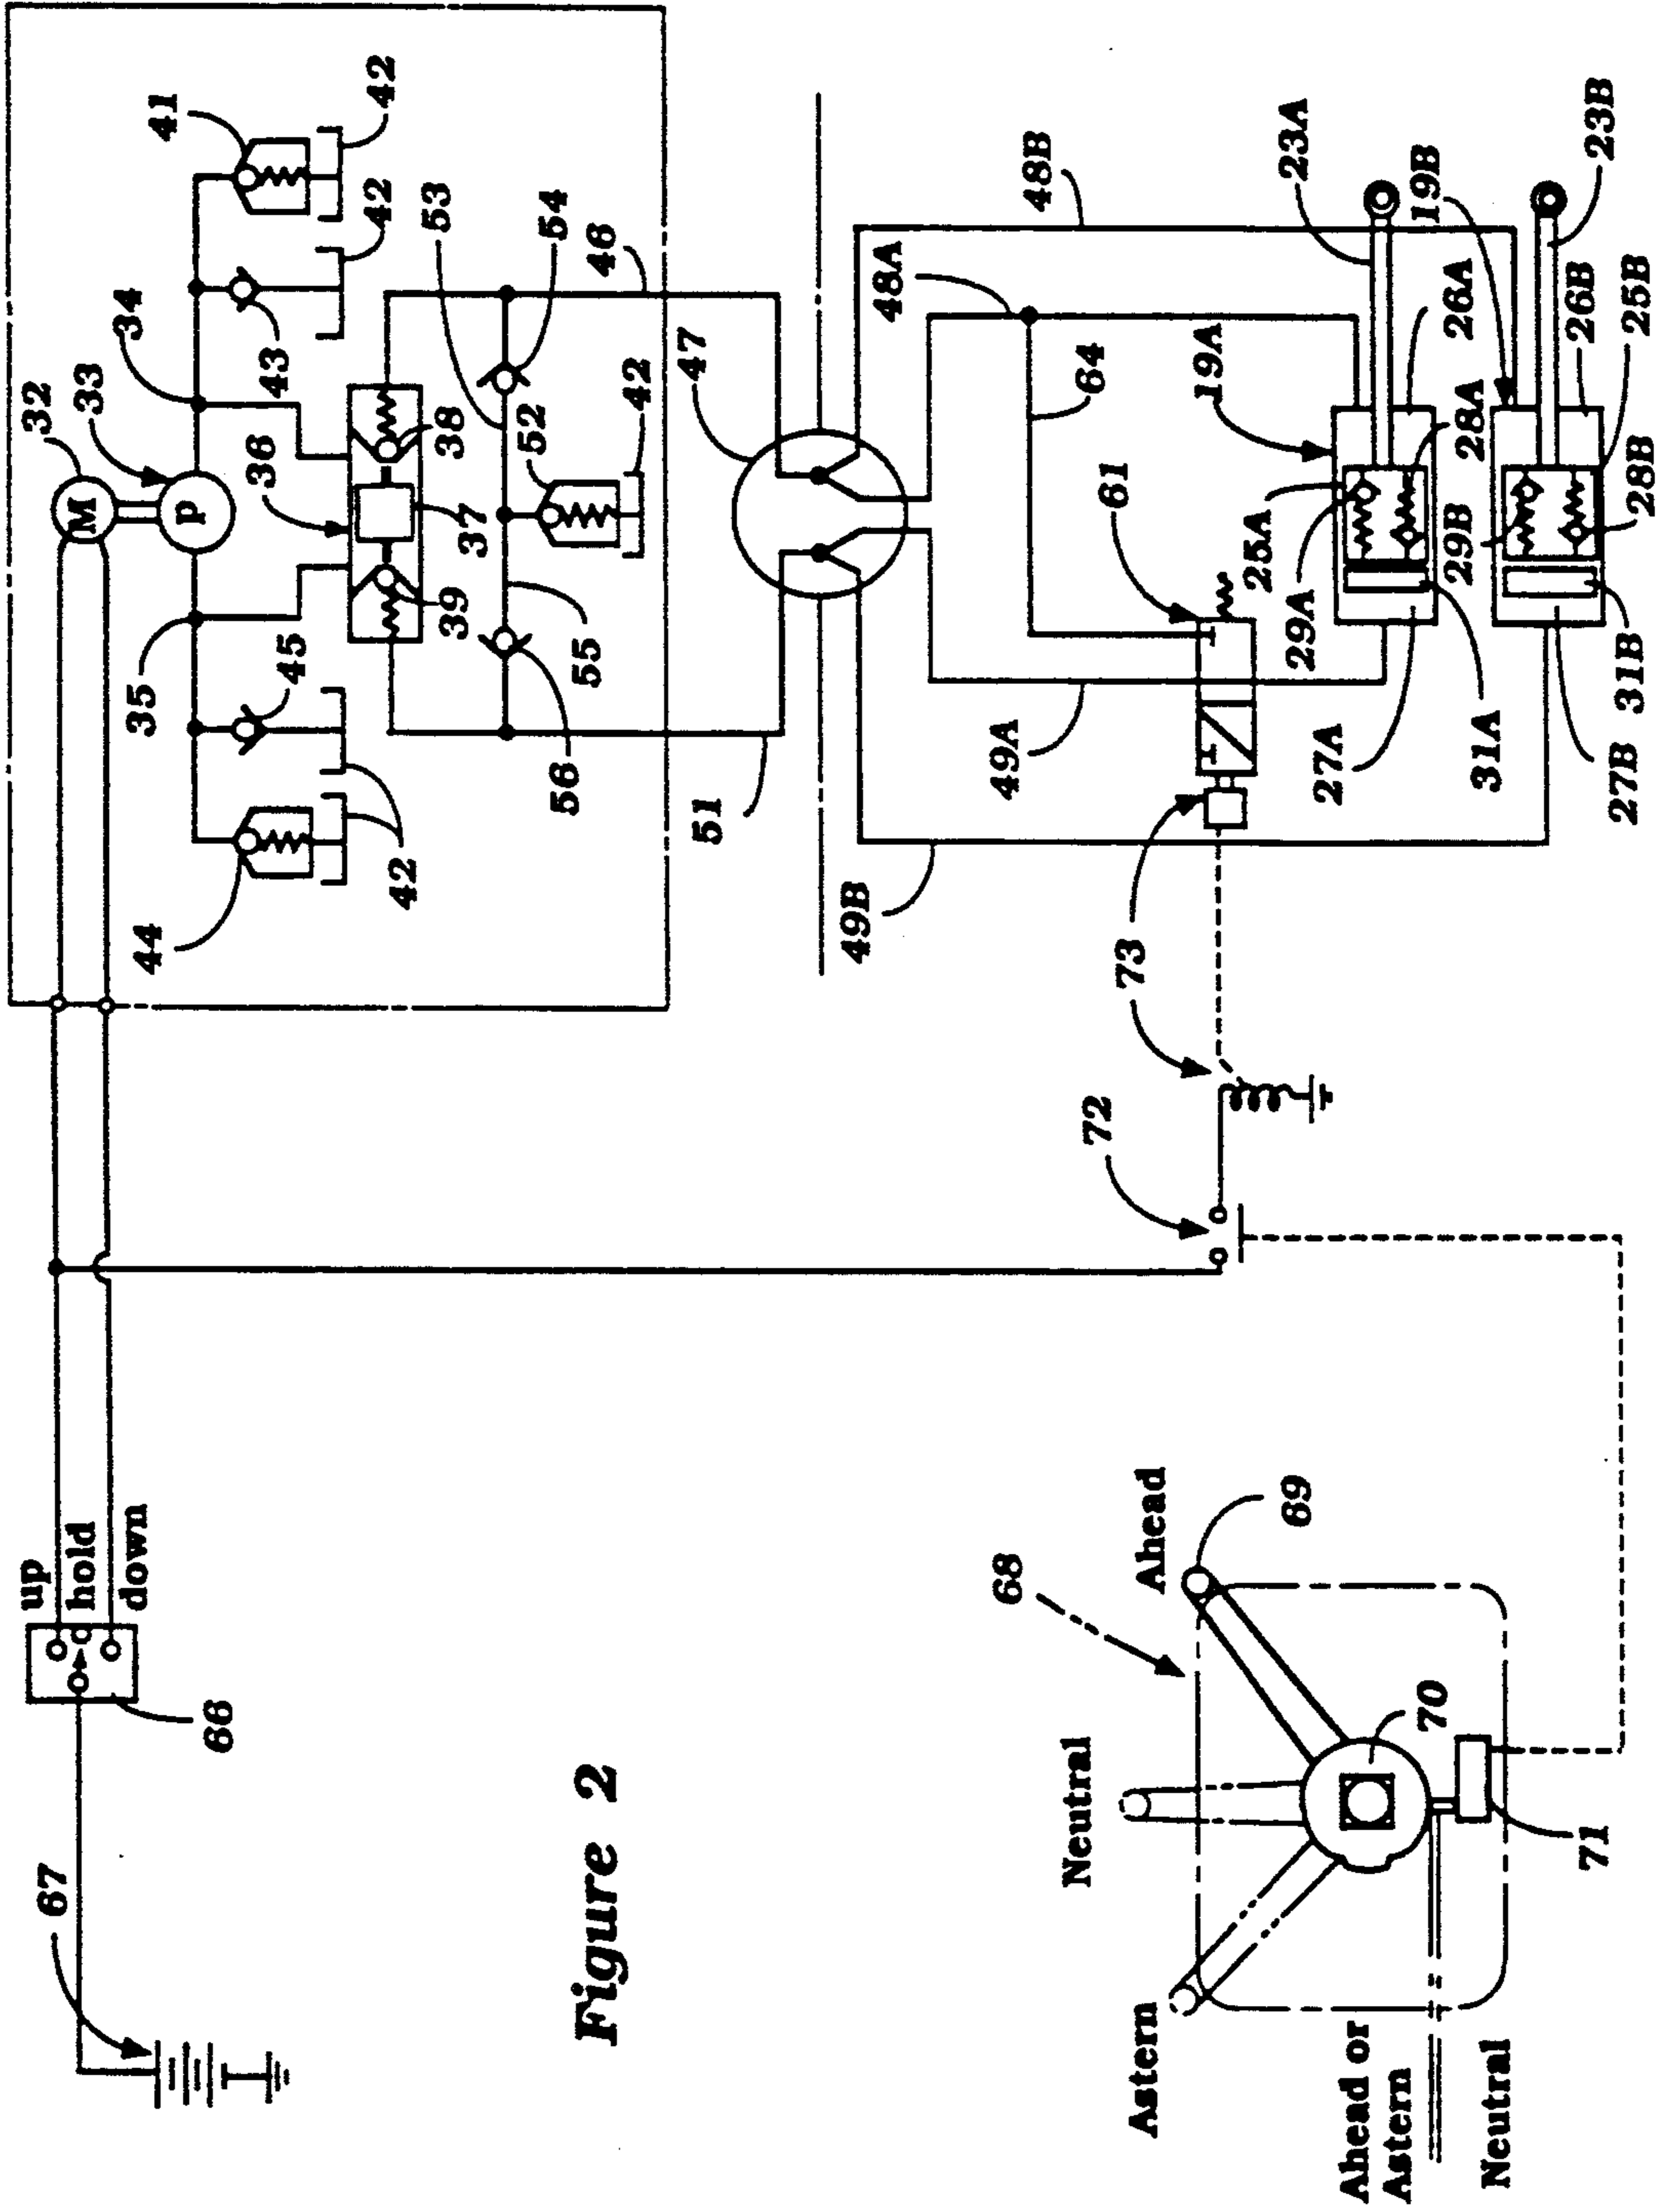 Figure 2
67
66
up
hold
down
32
M
33
P
34
35
36
37
38
39
41
42
42
43
44
45
42
46
53
54
52
42
55
56
51
47
48A
48B
49A
49B
64
61
19A
19B
23A
23B
25A
25B
26A
26B
27A
27B
28A
28B
29A
29B
31A
31B
73
72
68
69
70
71
Ahead
Neutral
Astern
Ahead or
Astern
Neutral